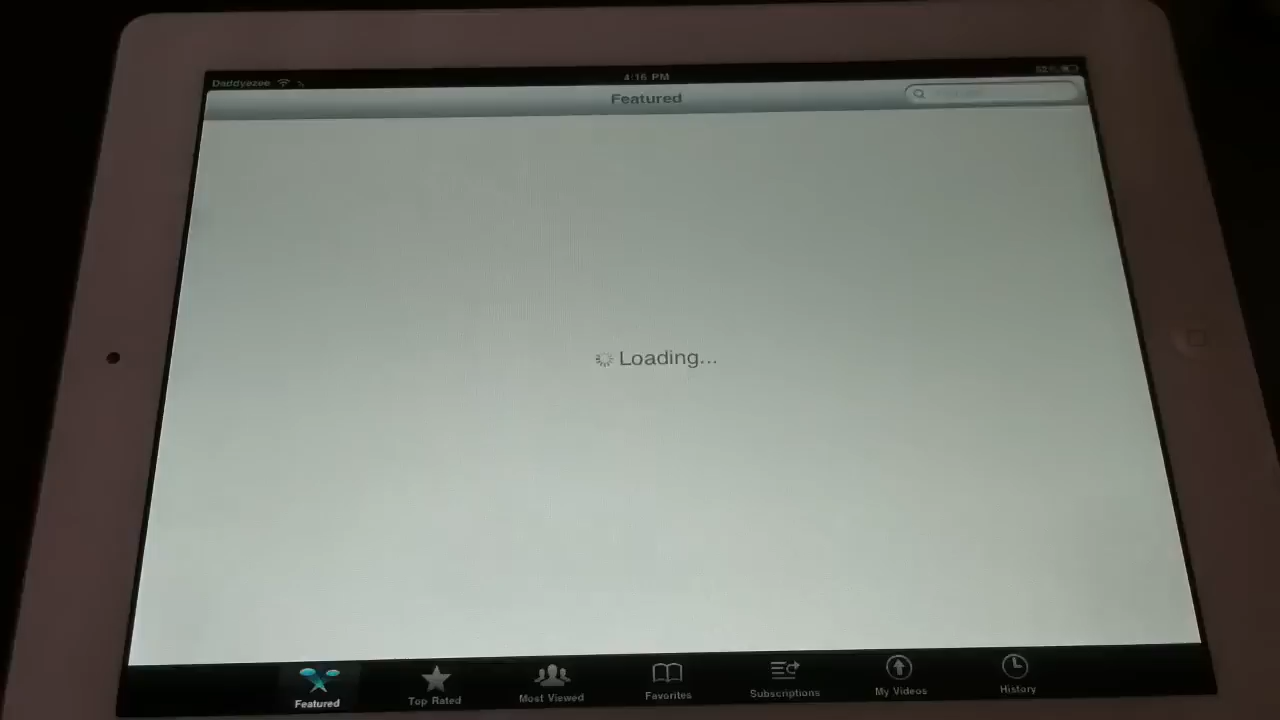 Daddyezee
4:16 PM
Featured
Loading...
Featured
Top Rated
Most Viewed
Favorites
Subscriptions
My Videos
History